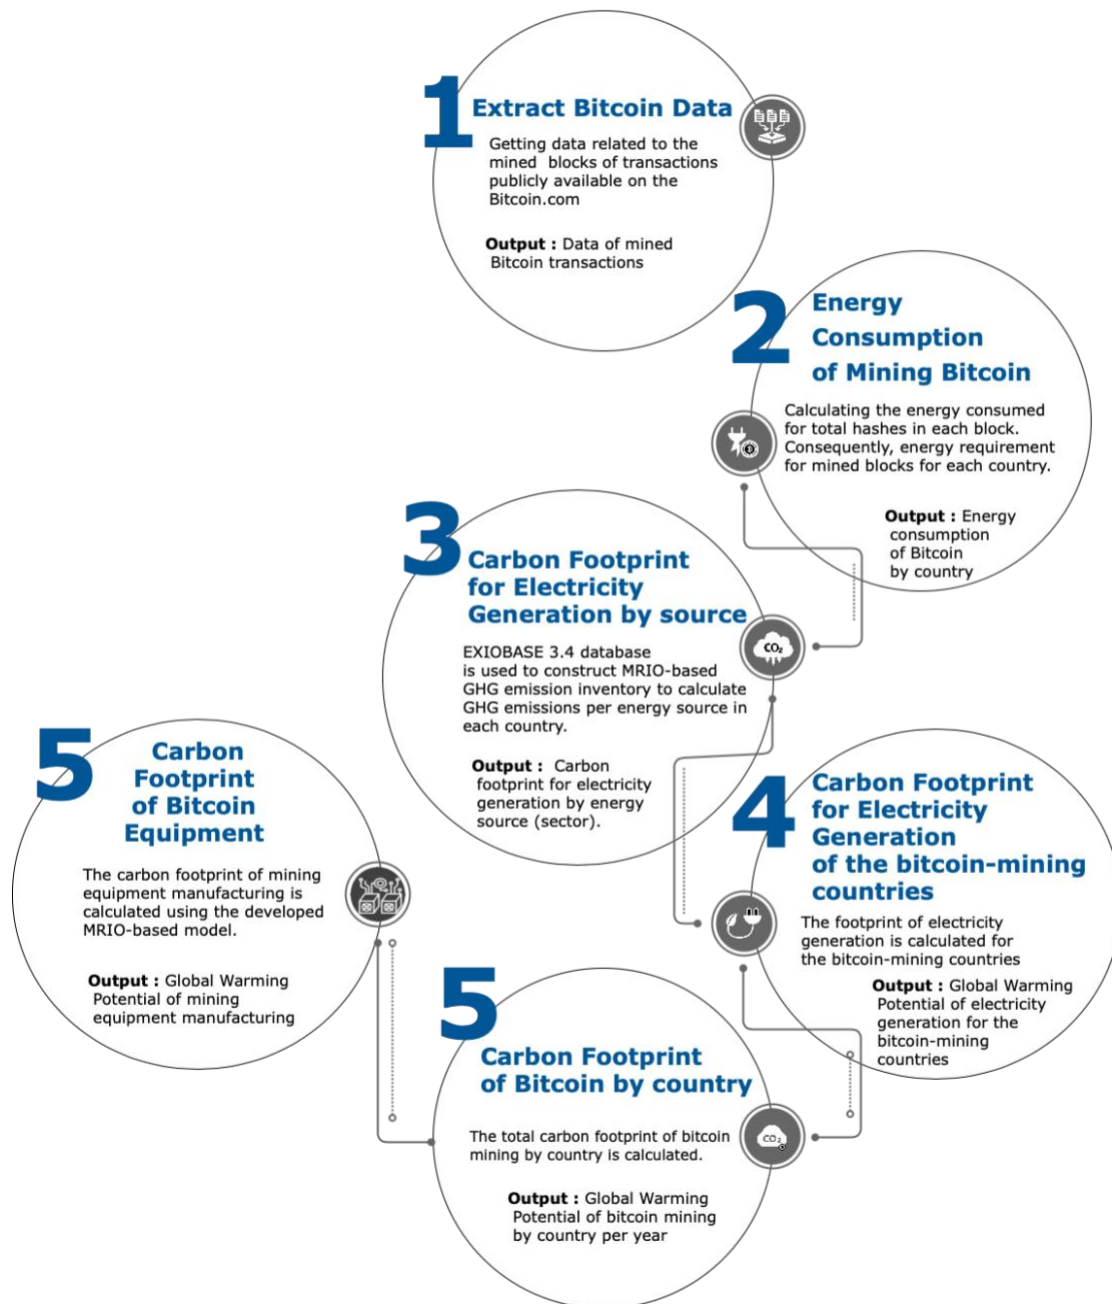 1
Extract Bitcoin Data
Getting data related to the
mined blocks of transactions
publicly available on the
Bitcoin.com
Output : Data of mined
Bitcoin transactions
2
Energy
Consumption
of Mining Bitcoin
Calculating the energy consumed
for total hashes in each block.
Consequently, energy requirement
for mined blocks for each country.
Output : Energy
consumption
of Bitcoin
by country
3
Carbon Footprint
for Electricity
Generation by source
EXIOBASE 3.4 database
is used to construct MRIO-based
GHG emission inventory to calculate
GHG emissions per energy source in
each country.
Output : Carbon
footprint for electricity
generation by energy
source (sector).
CO₂
4
Carbon Footprint
for Electricity
Generation
of the bitcoin-mining
countries
The footprint of electricity
generation is calculated for
the bitcoin-mining countries
Output : Global Warming
Potential of electricity
generation for the
bitcoin-mining
countries
5
Carbon
Footprint
of Bitcoin
Equipment
The carbon footprint of mining
equipment manufacturing is
calculated using the developed
MRIO-based model.
Output : Global Warming
Potential of mining
equipment manufacturing
5
Carbon Footprint
of Bitcoin by country
The total carbon footprint of bitcoin
mining by country is calculated.
Output : Global Warming
Potential of bitcoin mining
by country per year
CO₂